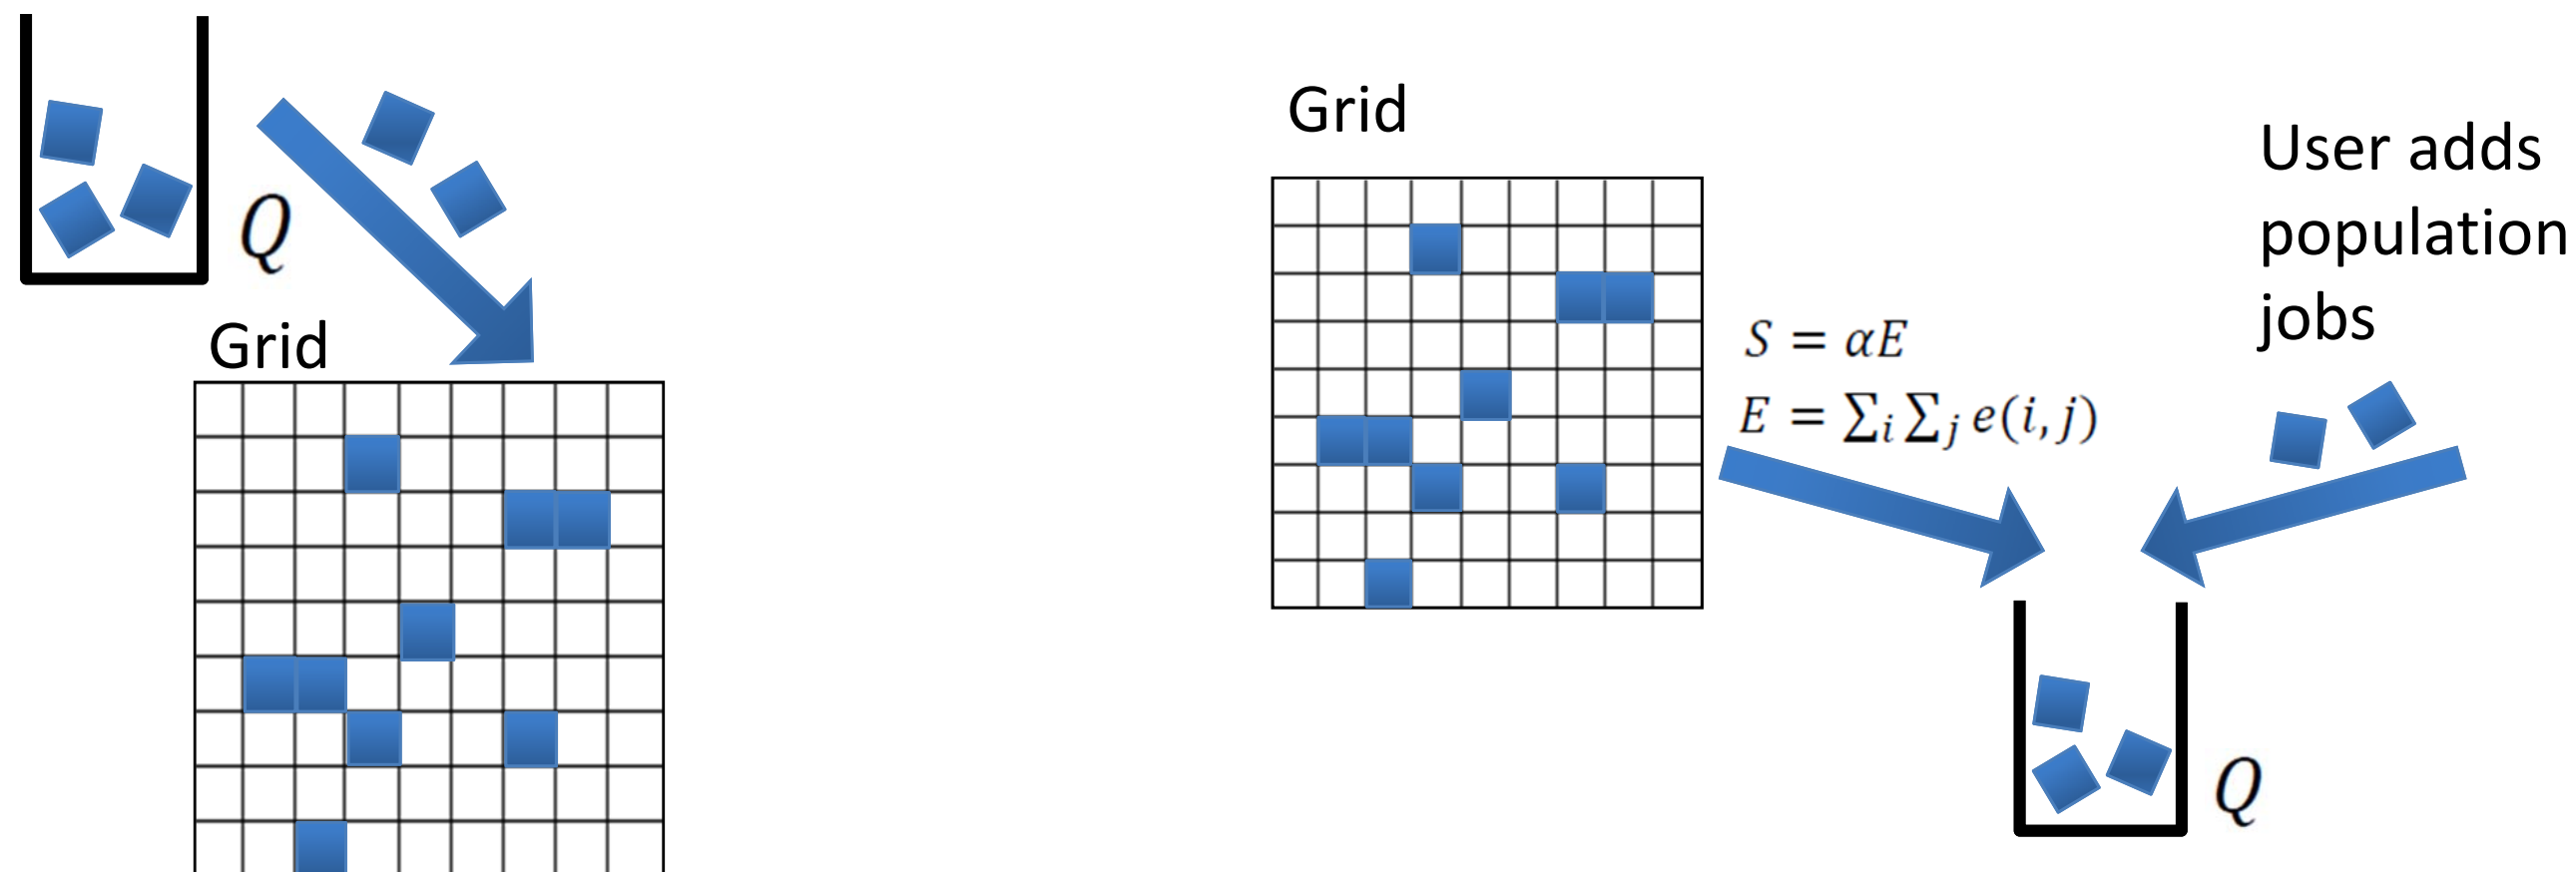 Q
Grid
Grid
S = αE
E = ∑ᵢ ∑ⱼ e(i, j)
User adds
population
jobs
Q